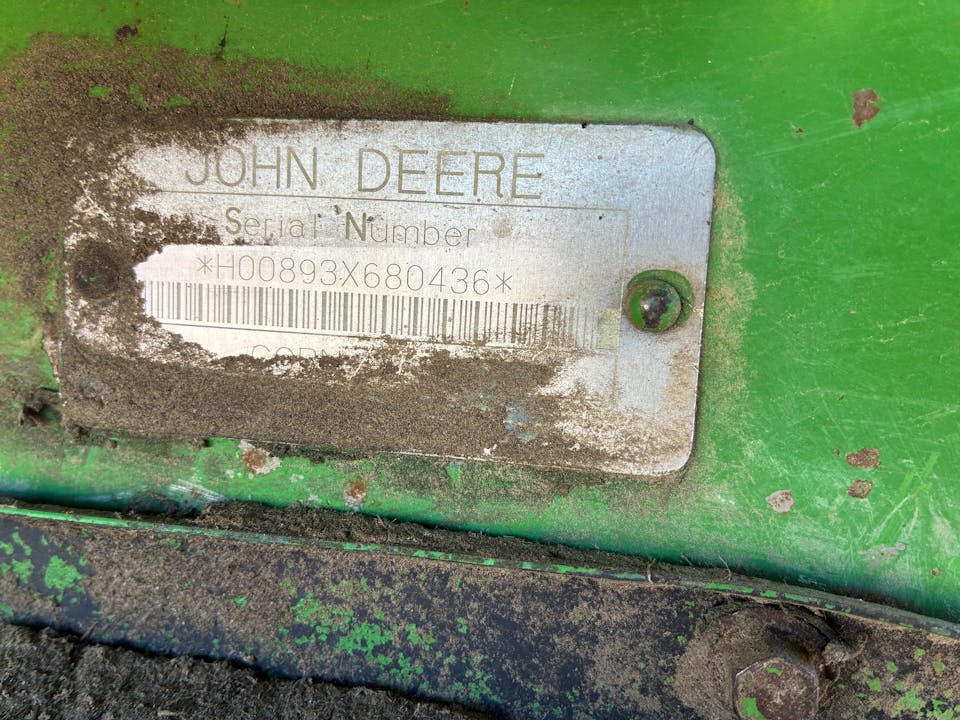 JOHN DEERE
Serial Number
*H00893X680436*